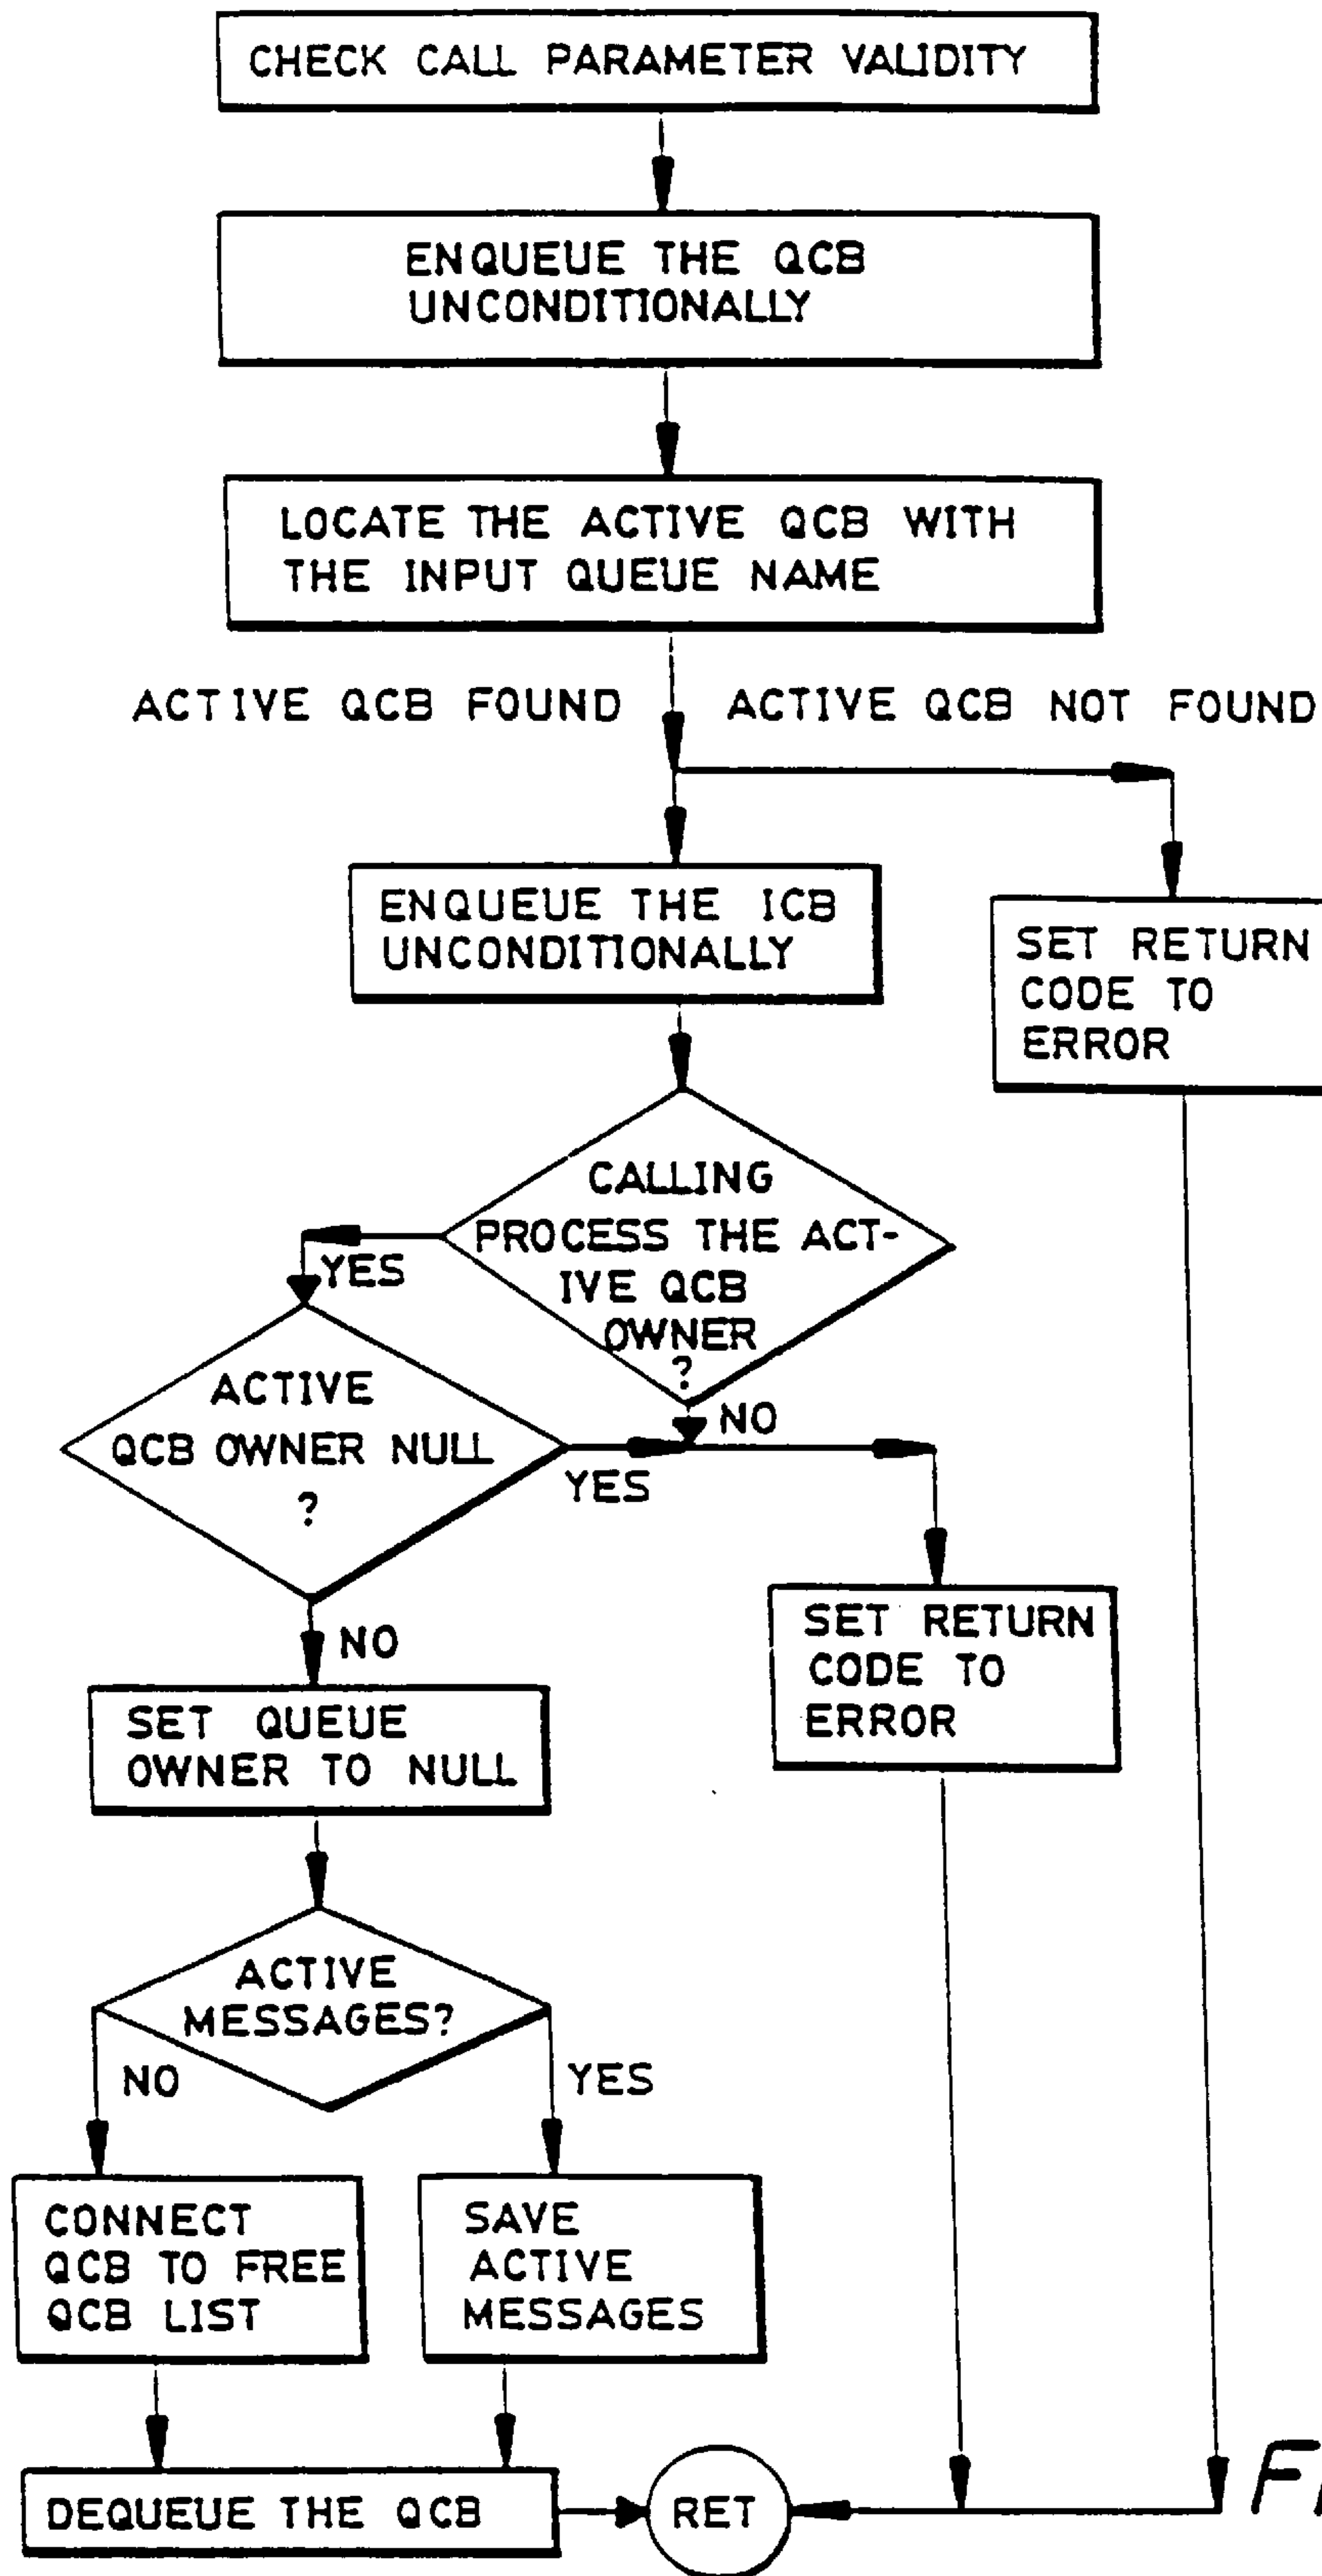 CHECK CALL PARAMETER VALIDITY
ENQUEUE THE QCB
UNCONDITIONALLY
LOCATE THE ACTIVE QCB WITH
THE INPUT QUEUE NAME
ACTIVE QCB FOUND
ACTIVE QCB NOT FOUND
ENQUEUE THE ICB
UNCONDITIONALLY
SET RETURN
CODE TO
ERROR
CALLING
PROCESS THE ACT-
IVE QCB
OWNER
?
YES
NO
ACTIVE
QCB OWNER NULL
?
YES
NO
SET RETURN
CODE TO
ERROR
SET QUEUE
OWNER TO NULL
ACTIVE
MESSAGES?
NO
YES
CONNECT
QCB TO FREE
QCB LIST
SAVE
ACTIVE
MESSAGES
DEQUEUE THE QCB
RET